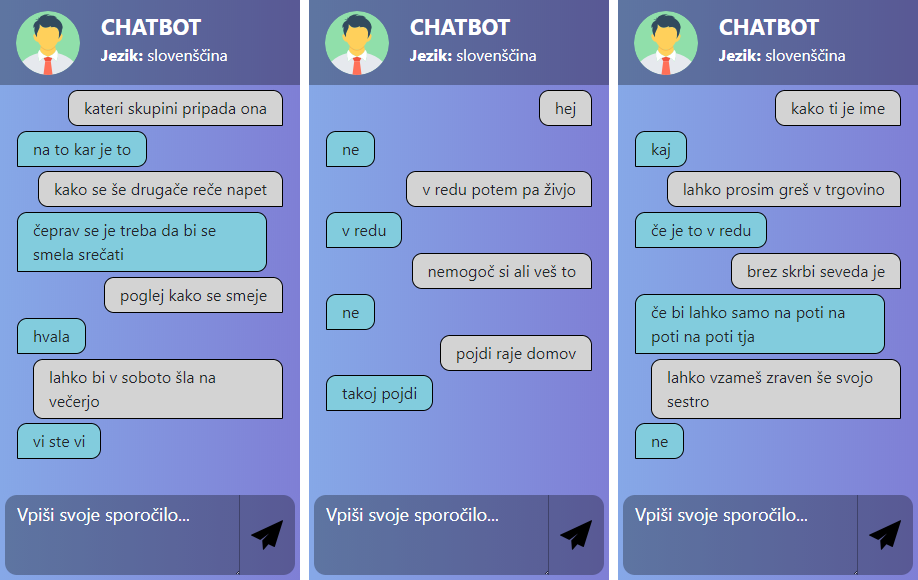 CHATBOT
Jezik: slovenščina
kateri skupini pripada ona
na to kar je to
kako se še drugače reče napet
čeprav se je treba da bi se
smela srečati
poglej kako se smeje
hvala
lahko bi v soboto šla na
večerjo
vi ste vi
Vpiši svoje sporočilo...
CHATBOT
Jezik: slovenščina
hej
ne
v redu potem pa živjo
v redu
nemogoč si ali veš to
ne
pojdi raje domov
takoj pojdi
Vpiši svoje sporočilo...
CHATBOT
Jezik: slovenščina
kako ti je ime
kaj
lahko prosim greš v trgovino
če je to v redu
brez skrbi seveda je
če bi lahko samo na poti na
poti na poti tja
lahko vzameš zraven še svojo
sestro
ne
Vpiši svoje sporočilo...